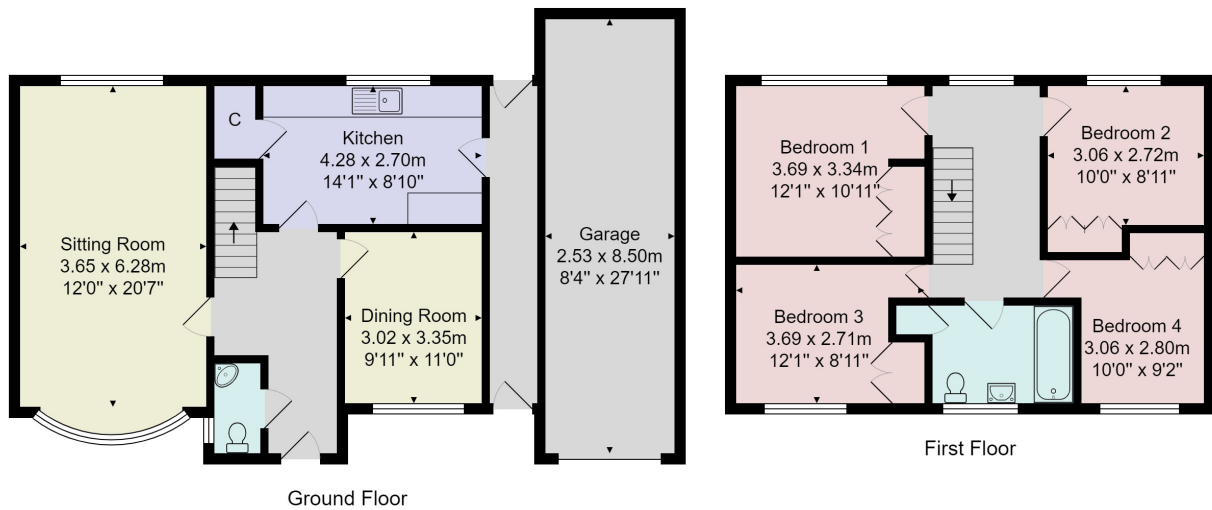 C
Kitchen
4.28 x 2.70m
14'1" x 8'10"
Sitting Room
3.65 x 6.28m
12'0" x 20'7"
Dining Room
3.02 x 3.35m
9'11" x 11'0"
Garage
2.53 x 8.50m
8'4" x 27'11"
Ground Floor
Bedroom 1
3.69 x 3.34m
12'1" x 10'11"
Bedroom 2
3.06 x 2.72m
10'0" x 8'11"
Bedroom 3
3.69 x 2.71m
12'1" x 8'11"
Bedroom 4
3.06 x 2.80m
10'0" x 9'2"
First Floor